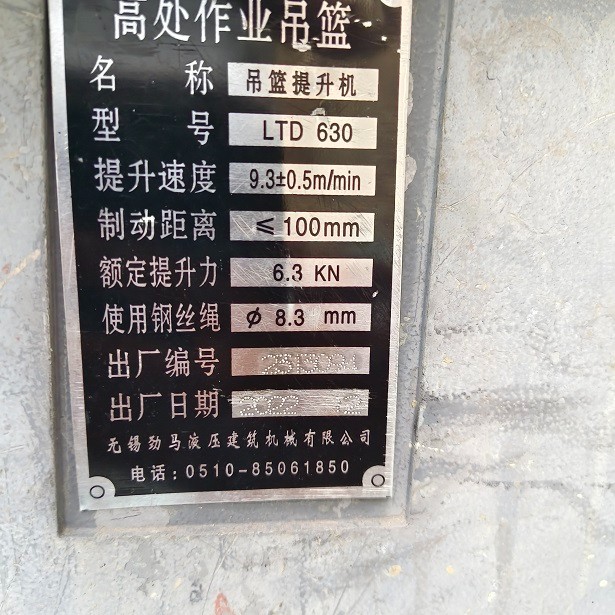 高处作业吊篮
名 称 吊篮提升机
型 号 LTD 630
提升速度 9.3±0.5m/min
制动距离 ≤100mm
额定提升力 6.3 KN
使用钢丝绳 φ 8.3 mm
出厂编号
出厂日期 2022
无锡劲马液压建筑机械有限公司
电话:0510-85061850